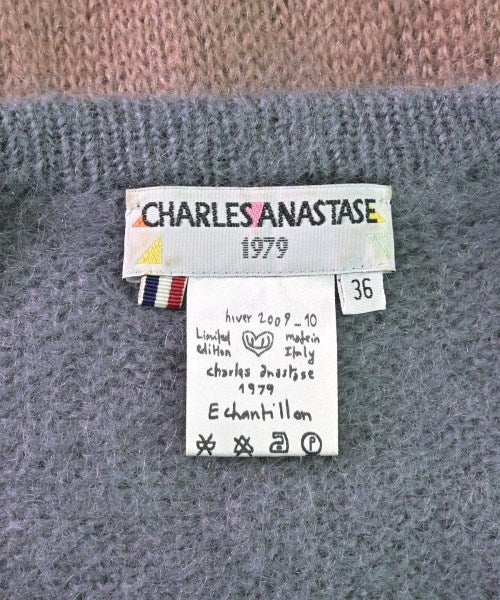 CHARLES ANASTASE
1979
36
hiver 2009_10
Limited made in
edition Italy
charles anastase
1979
Echantillon
P